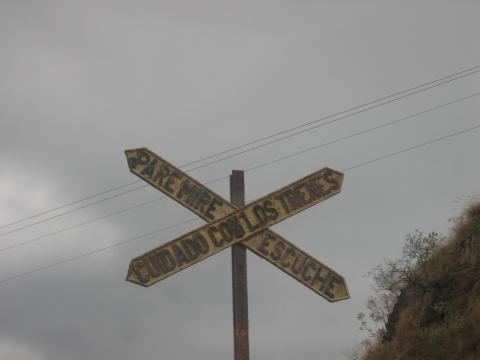 PARE MIRE ESCUCHE
CUIDADO CON LOS TRENES